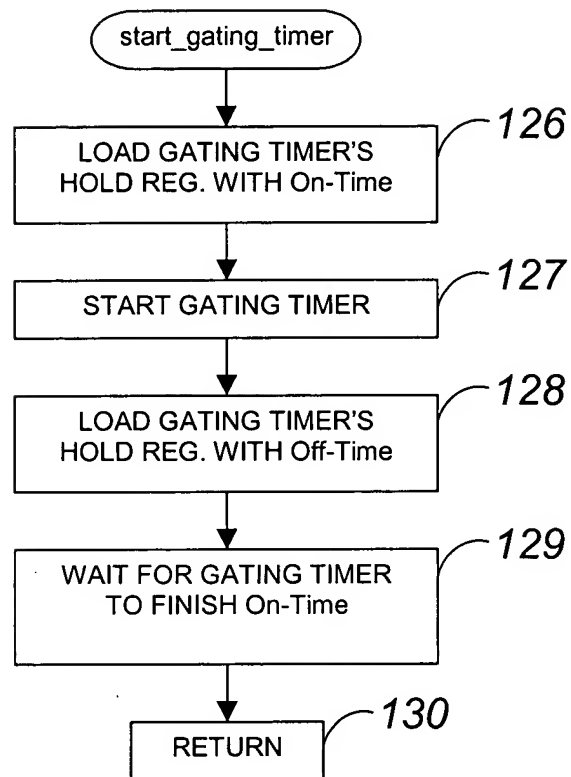 start_gating_timer
126
LOAD GATING TIMER'S
HOLD REG. WITH On-Time
127
START GATING TIMER
128
LOAD GATING TIMER'S
HOLD REG. WITH Off-Time
129
WAIT FOR GATING TIMER
TO FINISH On-Time
130
RETURN